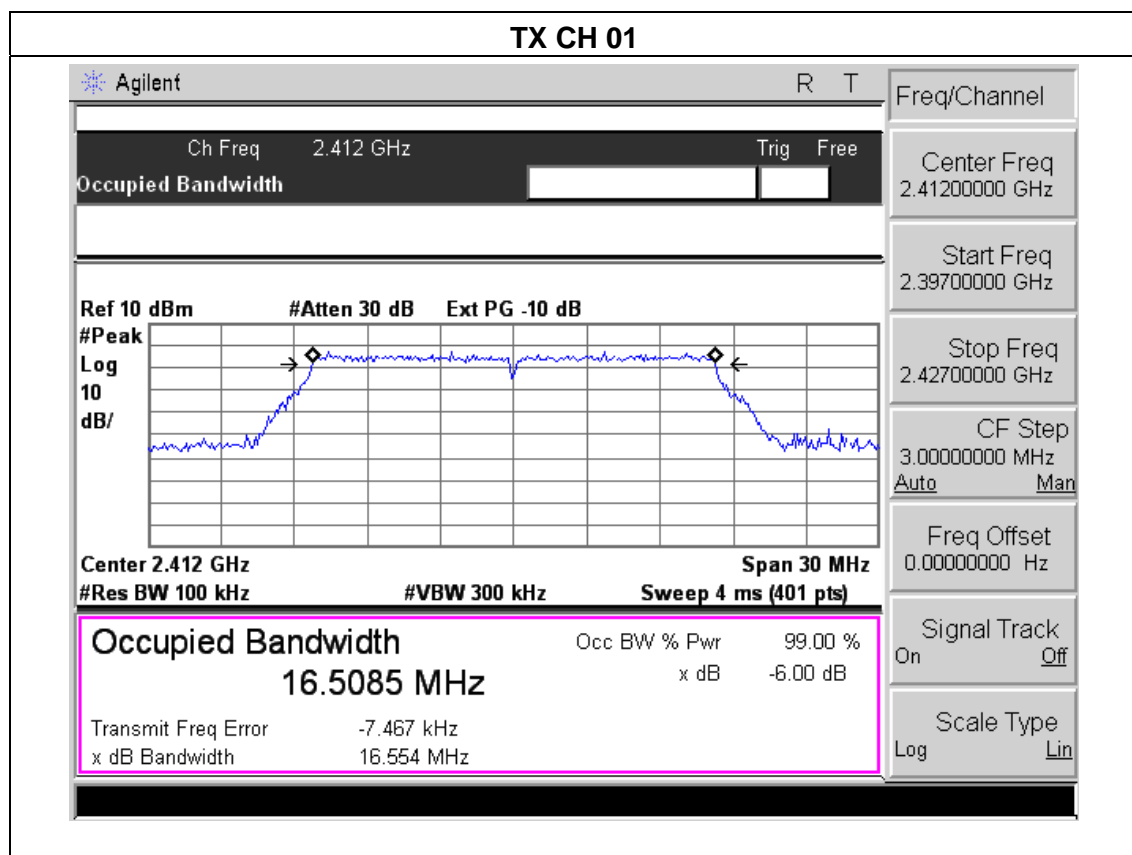 TX CH 01
Agilent R T
Ch Freq 2.412 GHz Trig Free
Occupied Bandwidth
Ref 10 dBm #Atten 30 dB Ext PG -10 dB
#Peak
Log
10
dB/
Center 2.412 GHz Span 30 MHz
#Res BW 100 kHz #VBW 300 kHz Sweep 4 ms (401 pts)
Occupied Bandwidth Occ BW % Pwr 99.00 %
16.5085 MHz x dB -6.00 dB
Transmit Freq Error -7.467 kHz
x dB Bandwidth 16.554 MHz
Freq/Channel
Center Freq
2.41200000 GHz
Start Freq
2.39700000 GHz
Stop Freq
2.42700000 GHz
CF Step
3.00000000 MHz
Auto Man
Freq Offset
0.00000000 Hz
Signal Track
On Off
Scale Type
Log Lin